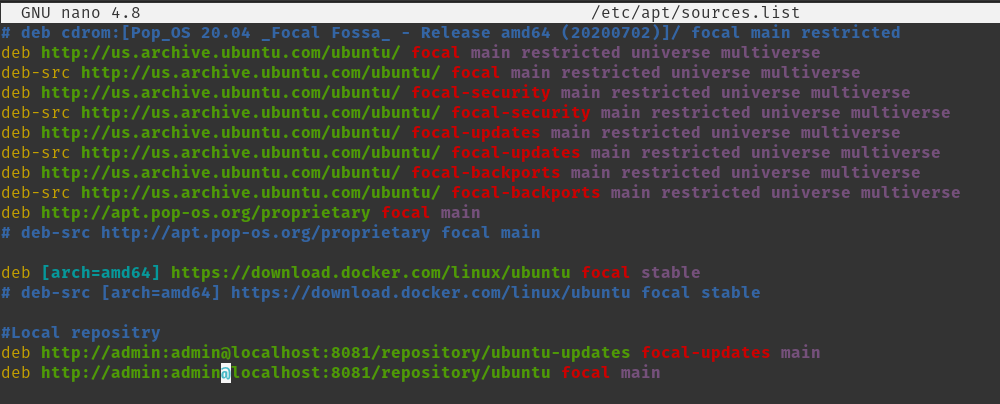 GNU nano 4.8 /etc/apt/sources.list
# deb cdrom:[Pop_OS 20.04 _Focal Fossa_ - Release amd64 (20200702)]/ focal main restricted
deb http://us.archive.ubuntu.com/ubuntu/ focal main restricted universe multiverse
deb-src http://us.archive.ubuntu.com/ubuntu/ focal main restricted universe multiverse
deb http://us.archive.ubuntu.com/ubuntu/ focal-security main restricted universe multiverse
deb-src http://us.archive.ubuntu.com/ubuntu/ focal-security main restricted universe multiverse
deb http://us.archive.ubuntu.com/ubuntu/ focal-updates main restricted universe multiverse
deb-src http://us.archive.ubuntu.com/ubuntu/ focal-updates main restricted universe multiverse
deb http://us.archive.ubuntu.com/ubuntu/ focal-backports main restricted universe multiverse
deb-src http://us.archive.ubuntu.com/ubuntu/ focal-backports main restricted universe multiverse
deb http://apt.pop-os.org/proprietary focal main
# deb-src http://apt.pop-os.org/proprietary focal main
deb [arch=amd64] https://download.docker.com/linux/ubuntu focal stable
# deb-src [arch=amd64] https://download.docker.com/linux/ubuntu focal stable
#Local repositry
deb http://admin:admin@localhost:8081/repository/ubuntu-updates focal-updates main
deb http://admin:admin@localhost:8081/repository/ubuntu focal main